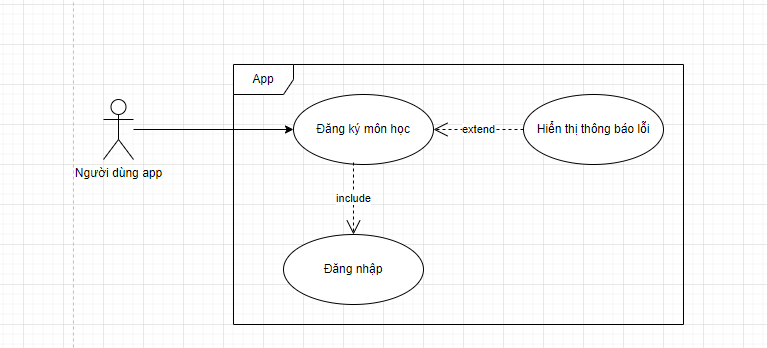 App
Đăng ký môn học
extend
Hiển thị thông báo lỗi
Người dùng app
include
Đăng nhập